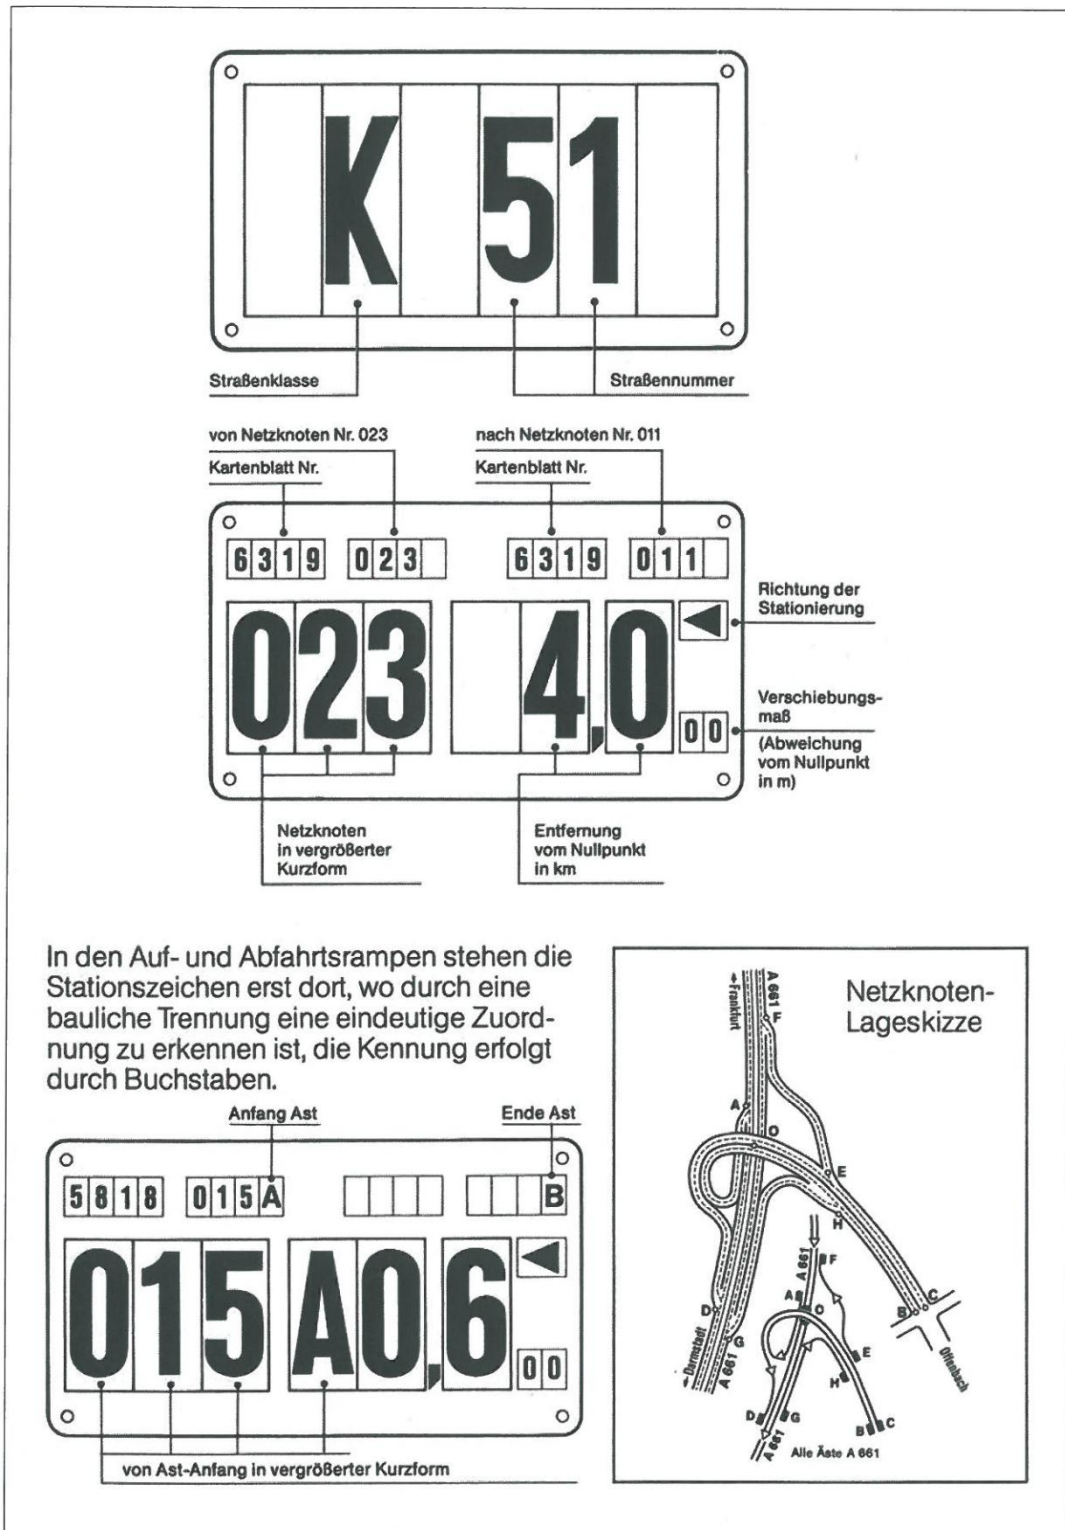 K 51
Straßenklasse
Straßennummer
von Netzknoten Nr. 023
nach Netzknoten Nr. 011
Kartenblatt Nr.
Kartenblatt Nr.
6319 023 6319 011
023 4,0
00
Richtung der
Stationierung
Verschiebungs-
maß
(Abweichung
vom Nullpunkt
in m)
Netzknoten
in vergrößerter
Kurzform
Entfernung
vom Nullpunkt
in km
In den Auf- und Abfahrtsrampen stehen die
Stationszeichen erst dort, wo durch eine
bauliche Trennung eine eindeutige Zuord-
nung zu erkennen ist, die Kennung erfolgt
durch Buchstaben.
Anfang Ast
Ende Ast
5818 015A B
015A0,6
00
von Ast-Anfang in vergrößerter Kurzform
Netzknoten-
Lageskizze
Frankfurt
A 661
F
A
O
E
H
D
G
B
C
Darmstadt
A 661
Offenbach
A 661
F
A
O
E
H
D
G
B
C
A 661
Alle Äste A 661